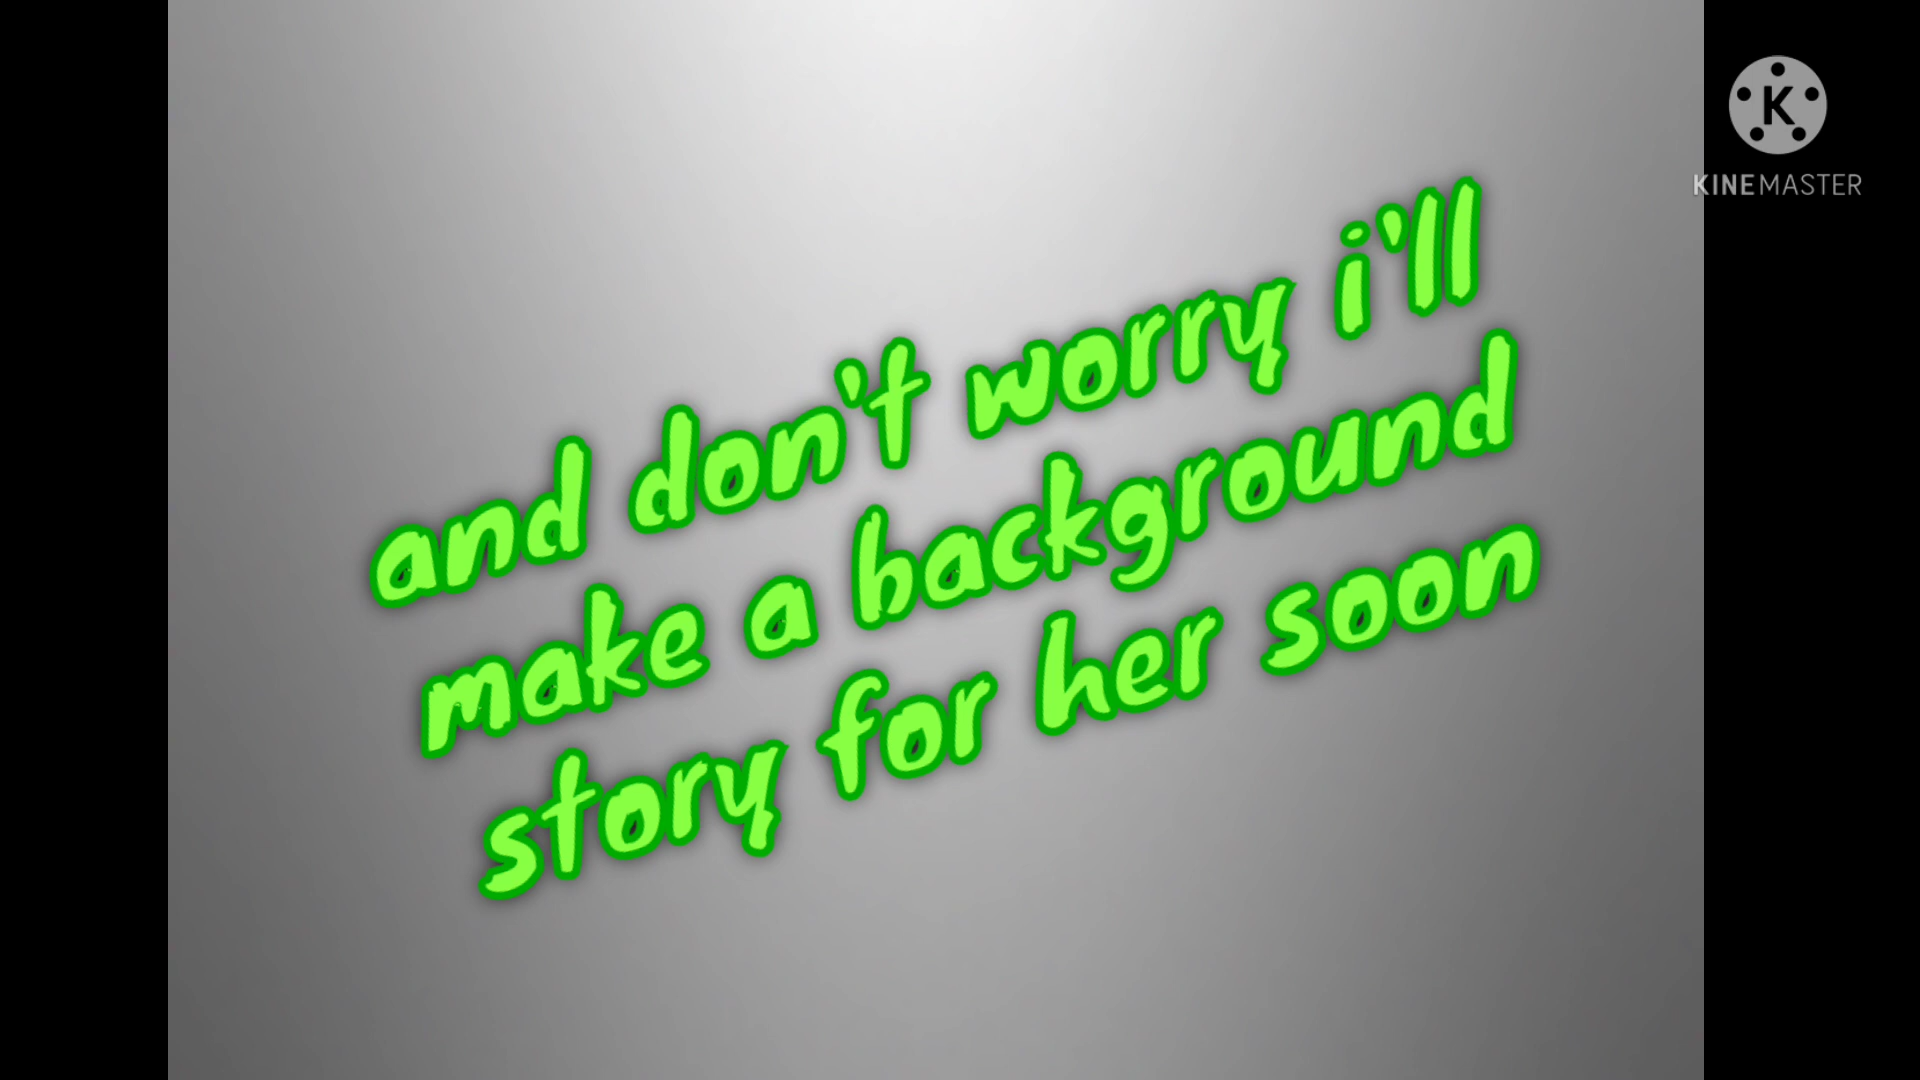 K
KINEMASTER
and don't worry i'll
make a background
story for her soon